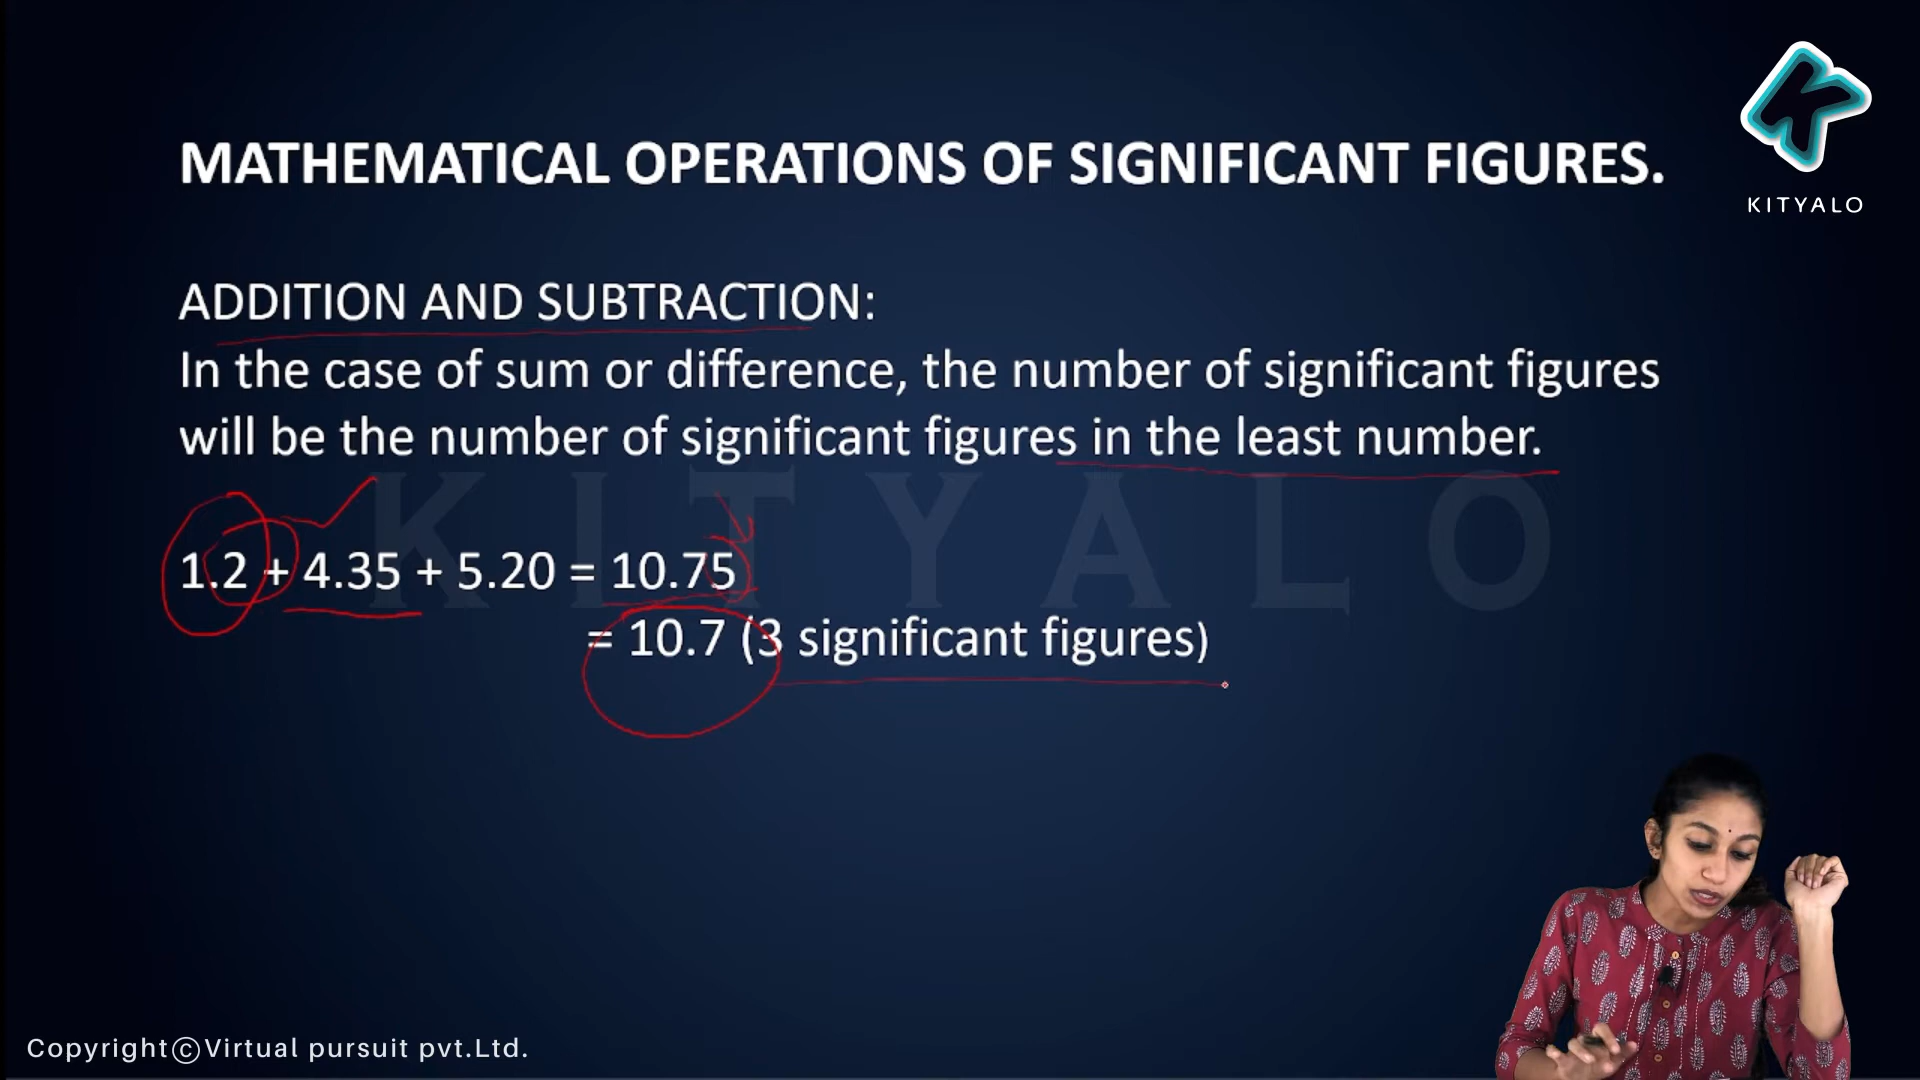 KITYALO
MATHEMATICAL OPERATIONS OF SIGNIFICANT FIGURES.
ADDITION AND SUBTRACTION:
In the case of sum or difference, the number of significant figures
will be the number of significant figures in the least number.
KITYALO
1.2 + 4.35 + 5.20 = 10.75
= 10.7 (3 significant figures)
Copyright©Virtual pursuit pvt.Ltd.